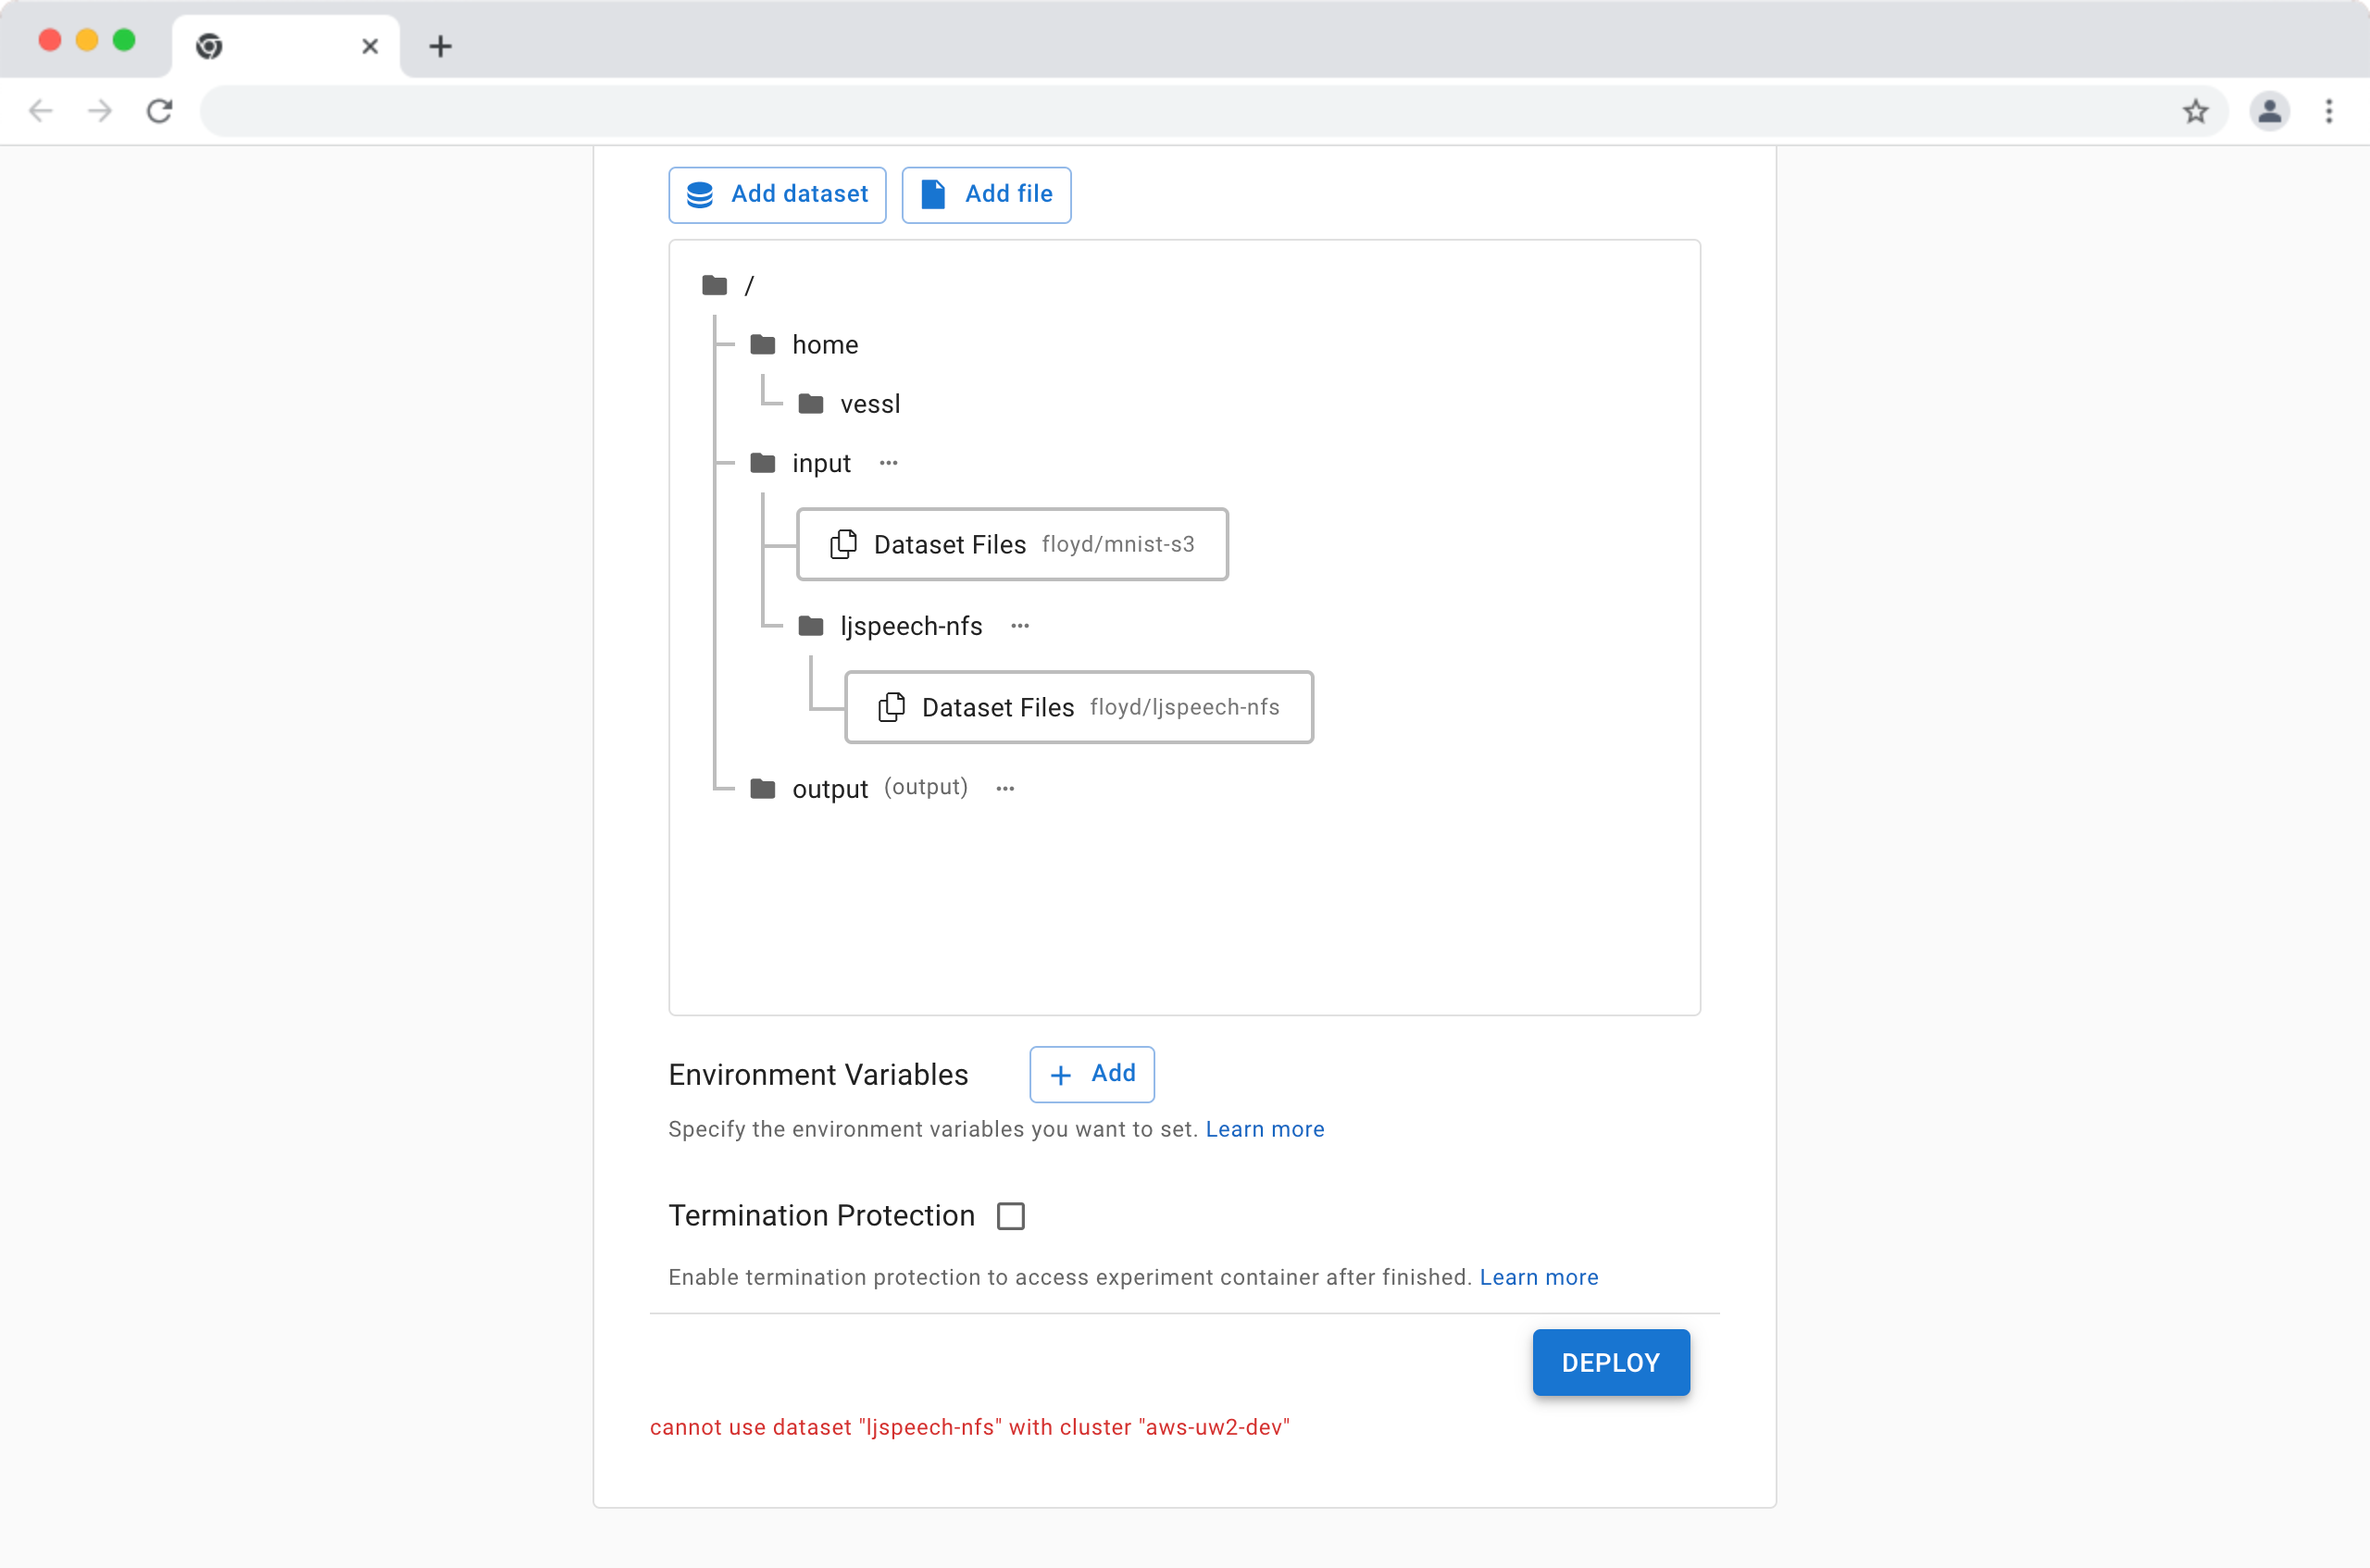 Add dataset Add file
/
home
vessl
input ...
Dataset Files floyd/mnist-s3
ljspeech-nfs ...
Dataset Files floyd/ljspeech-nfs
output (output) ...
Environment Variables + Add
Specify the environment variables you want to set. Learn more
Termination Protection
Enable termination protection to access experiment container after finished. Learn more
DEPLOY
cannot use dataset "ljspeech-nfs" with cluster "aws-uw2-dev"